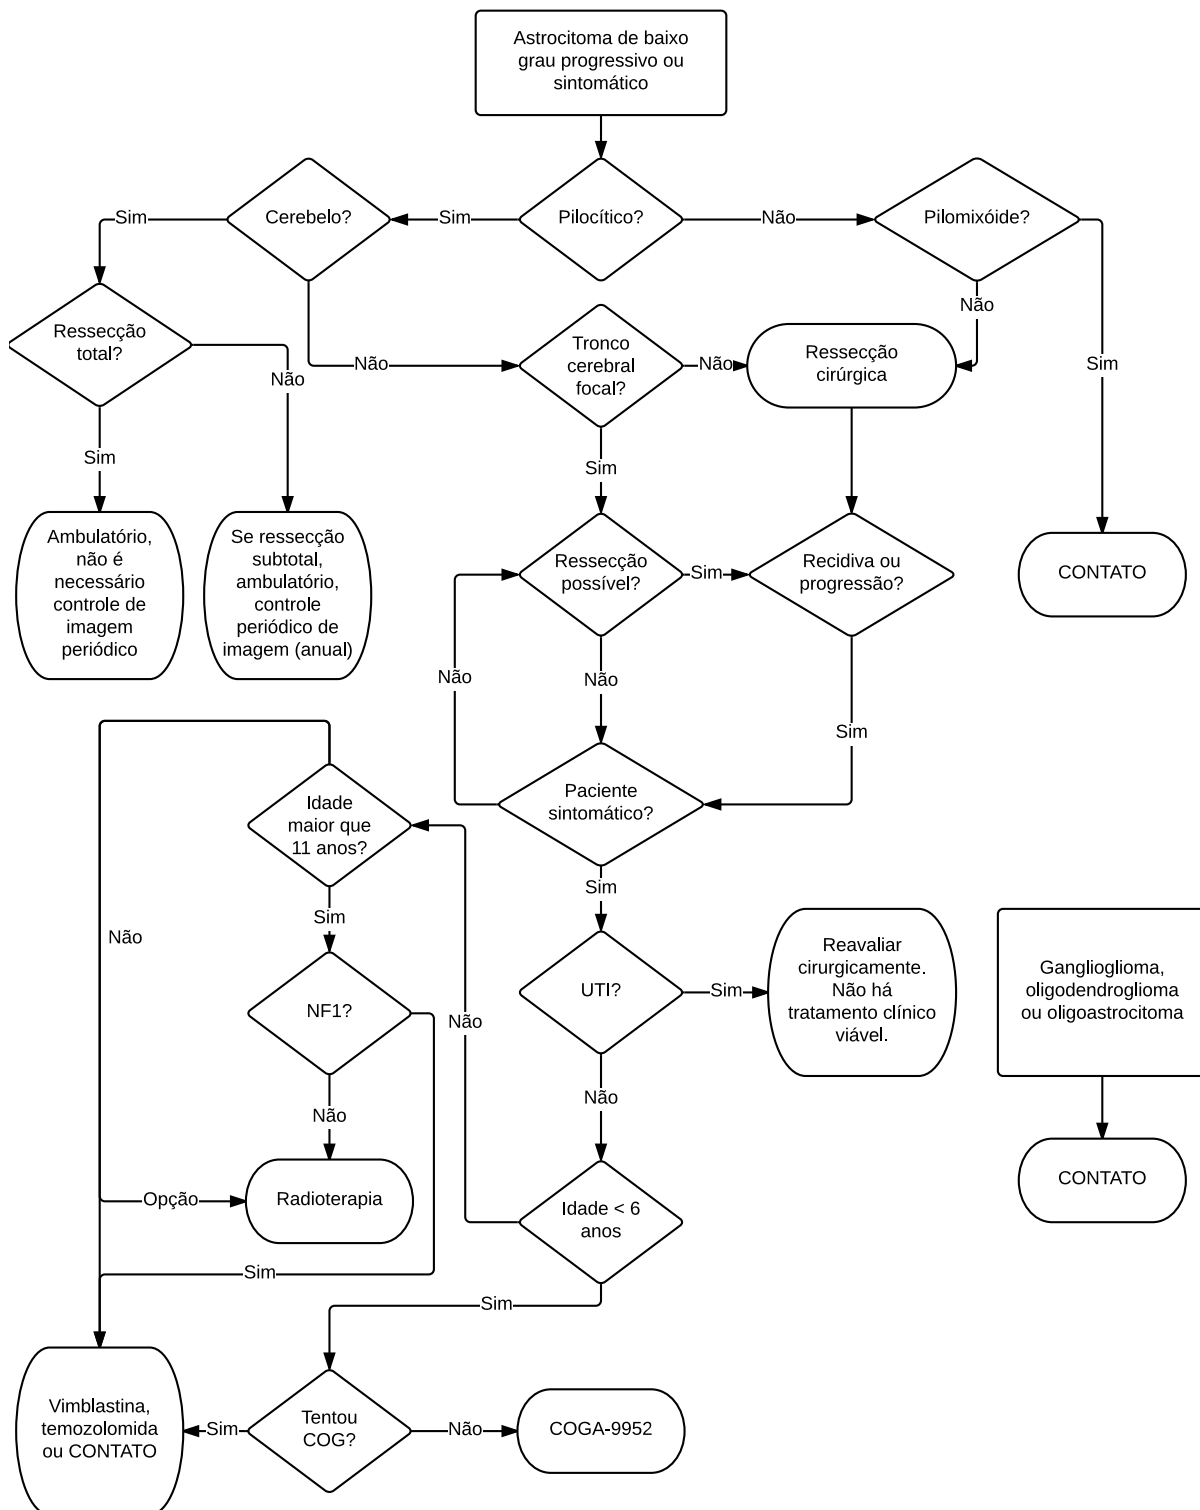 Astrocitoma de baixo
grau progressivo ou
sintomático
Cerebelo?
Sim
Pilocítico?
Não
Pilomixóide?
Sim
Ressecção
total?
Não
Sim
Não
Tronco
cerebral
focal?
Não
Ressecção
cirúrgica
Não
Sim
Sim
Sim
Ambulatório,
não é
necessário
controle de
imagem
periódico
Se ressecção
subtotal,
ambulatório,
controle
periódico de
imagem (anual)
Ressecção
possível?
Sim
Recidiva ou
progressão?
CONTATO
Não
Não
Sim
Paciente
sintomático?
Idade
maior que
11 anos?
Sim
Sim
Não
NF1?
Não
UTI?
Sim
Reavaliar
cirurgicamente.
Não há
tratamento clínico
viável.
Ganglioglioma,
oligodendroglioma
ou oligoastrocitoma
Não
Não
Opção
Radioterapia
Idade < 6
anos
CONTATO
Sim
Sim
Vimblastina,
temozolomida
ou CONTATO
Sim
Tentou
COG?
Não
COGA-9952